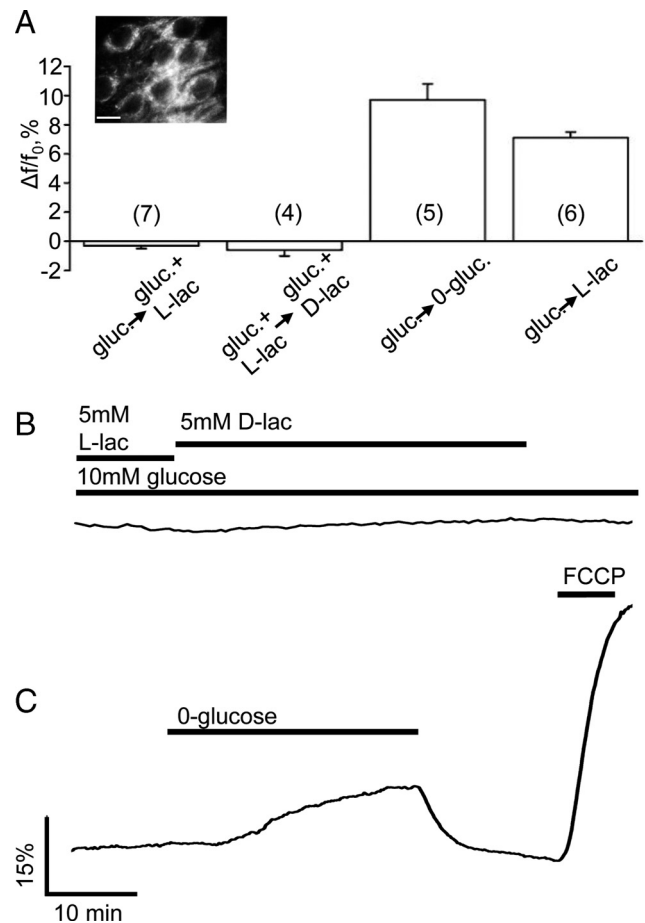 A
Δf/f0,%
12
10
8
6
4
2
0
-2
(7)
(4)
(5)
(6)
gluc.→ gluc.+ L-lac
gluc.+ L-lac → gluc.+ D-lac
gluc.→0-gluc.
gluc.→L-lac
B
5mM
L-lac
5mM D-lac
10mM glucose
FCCP
C
0-glucose
15%
10 min